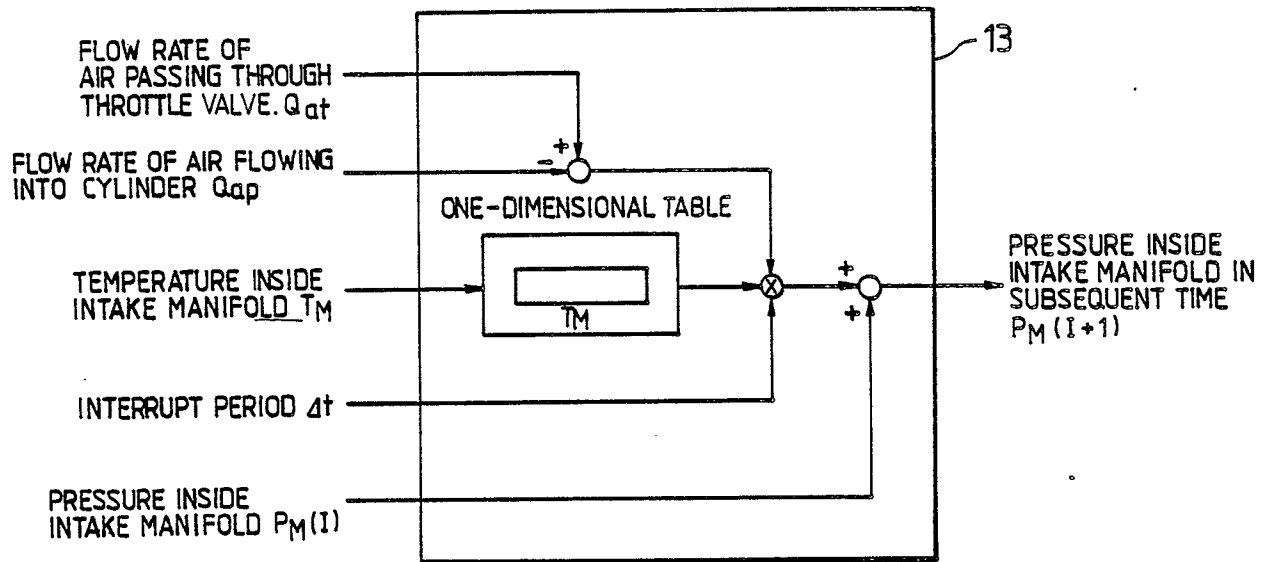 FLOW RATE OF
AIR PASSING THROUGH
THROTTLE VALVE. Qat
FLOW RATE OF AIR FLOWING
INTO CYLINDER Qap
TEMPERATURE INSIDE
INTAKE MANIFOLD TM
INTERRUPT PERIOD Δt
PRESSURE INSIDE
INTAKE MANIFOLD PM(I)
13
+
-
ONE-DIMENSIONAL TABLE
TM
X
+
+
PRESSURE INSIDE
INTAKE MANIFOLD IN
SUBSEQUENT TIME
PM(I+1)